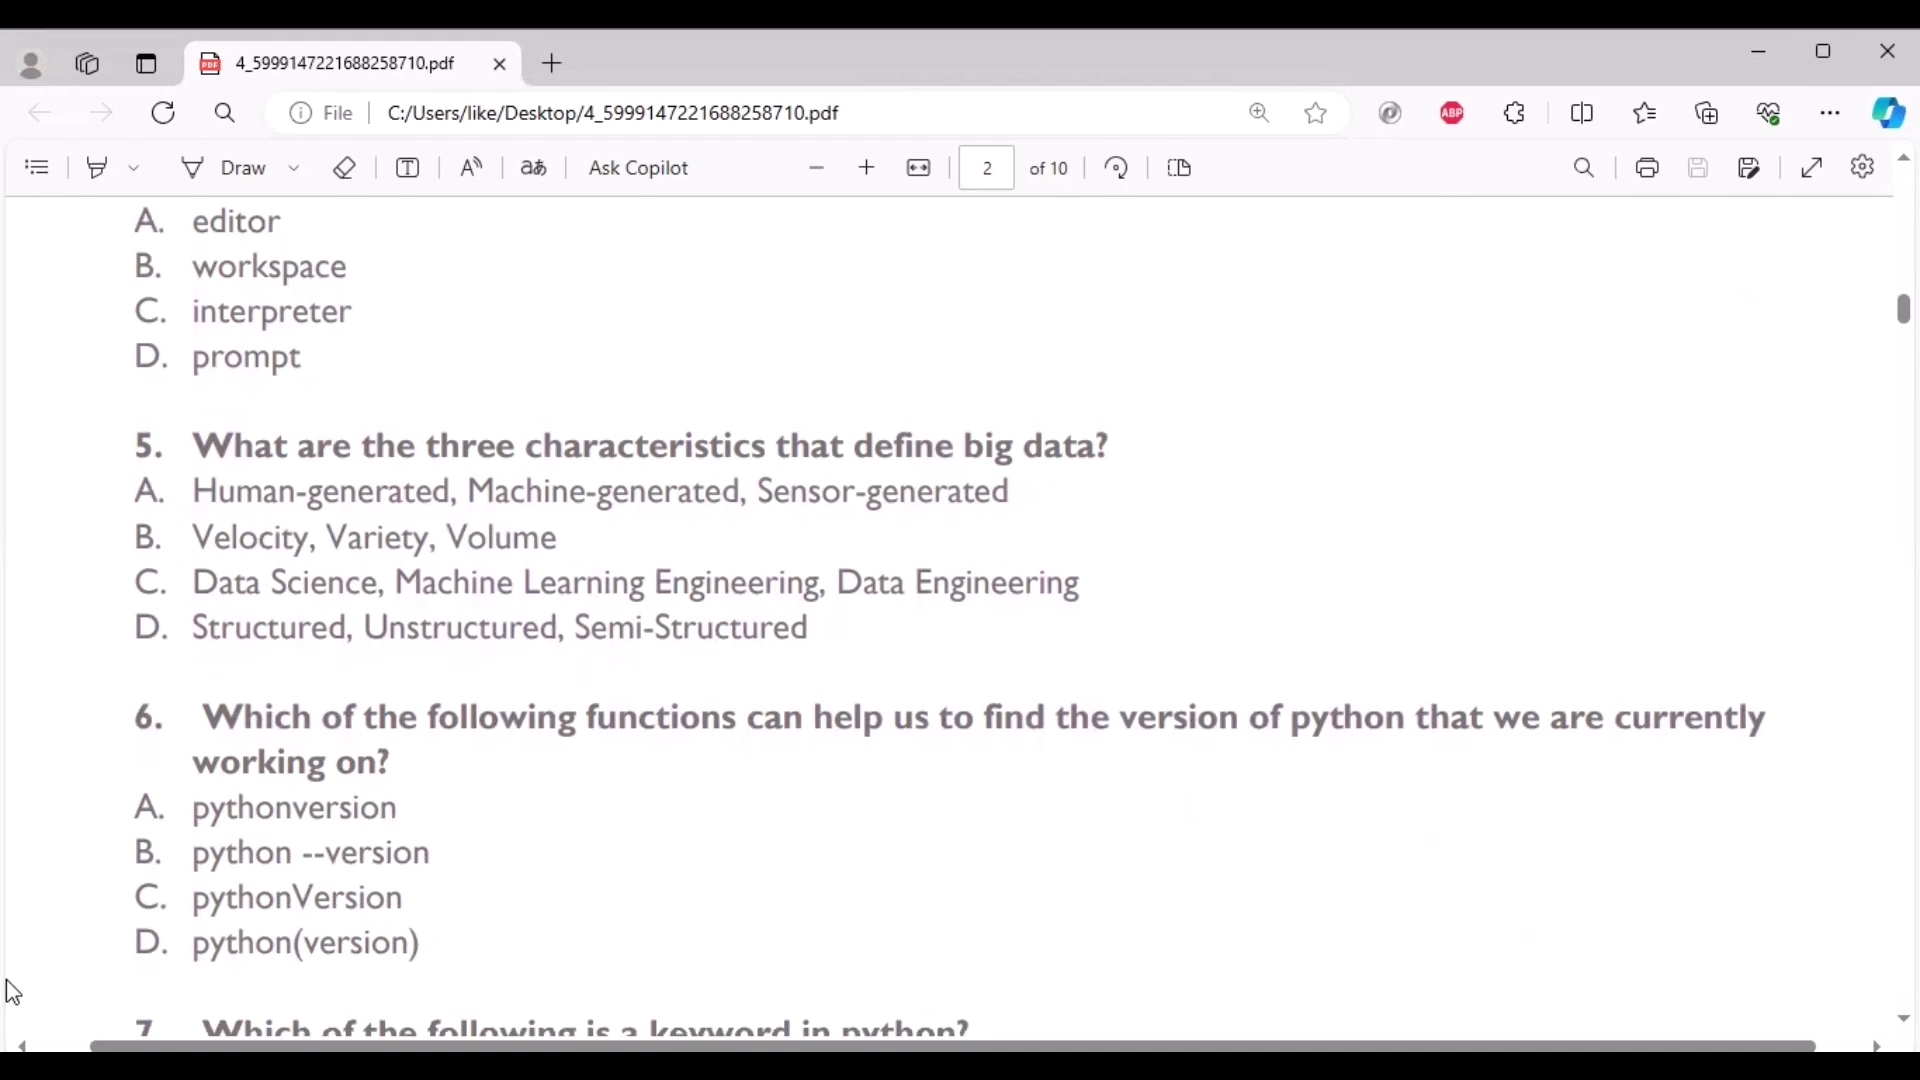 4_5999147221688258710.pdf
File C:/Users/like/Desktop/4_5999147221688258710.pdf ABP
Draw A aあ Ask Copilot 2 of 10
A. editor
B. workspace
C. interpreter
D. prompt
5. What are the three characteristics that define big data?
A. Human-generated, Machine-generated, Sensor-generated
B. Velocity, Variety, Volume
C. Data Science, Machine Learning Engineering, Data Engineering
D. Structured, Unstructured, Semi-Structured
6. Which of the following functions can help us to find the version of python that we are currently
working on?
A. pythonversion
B. python --version
C. pythonVersion
D. python(version)
7. Which of the following is a keyword in python?